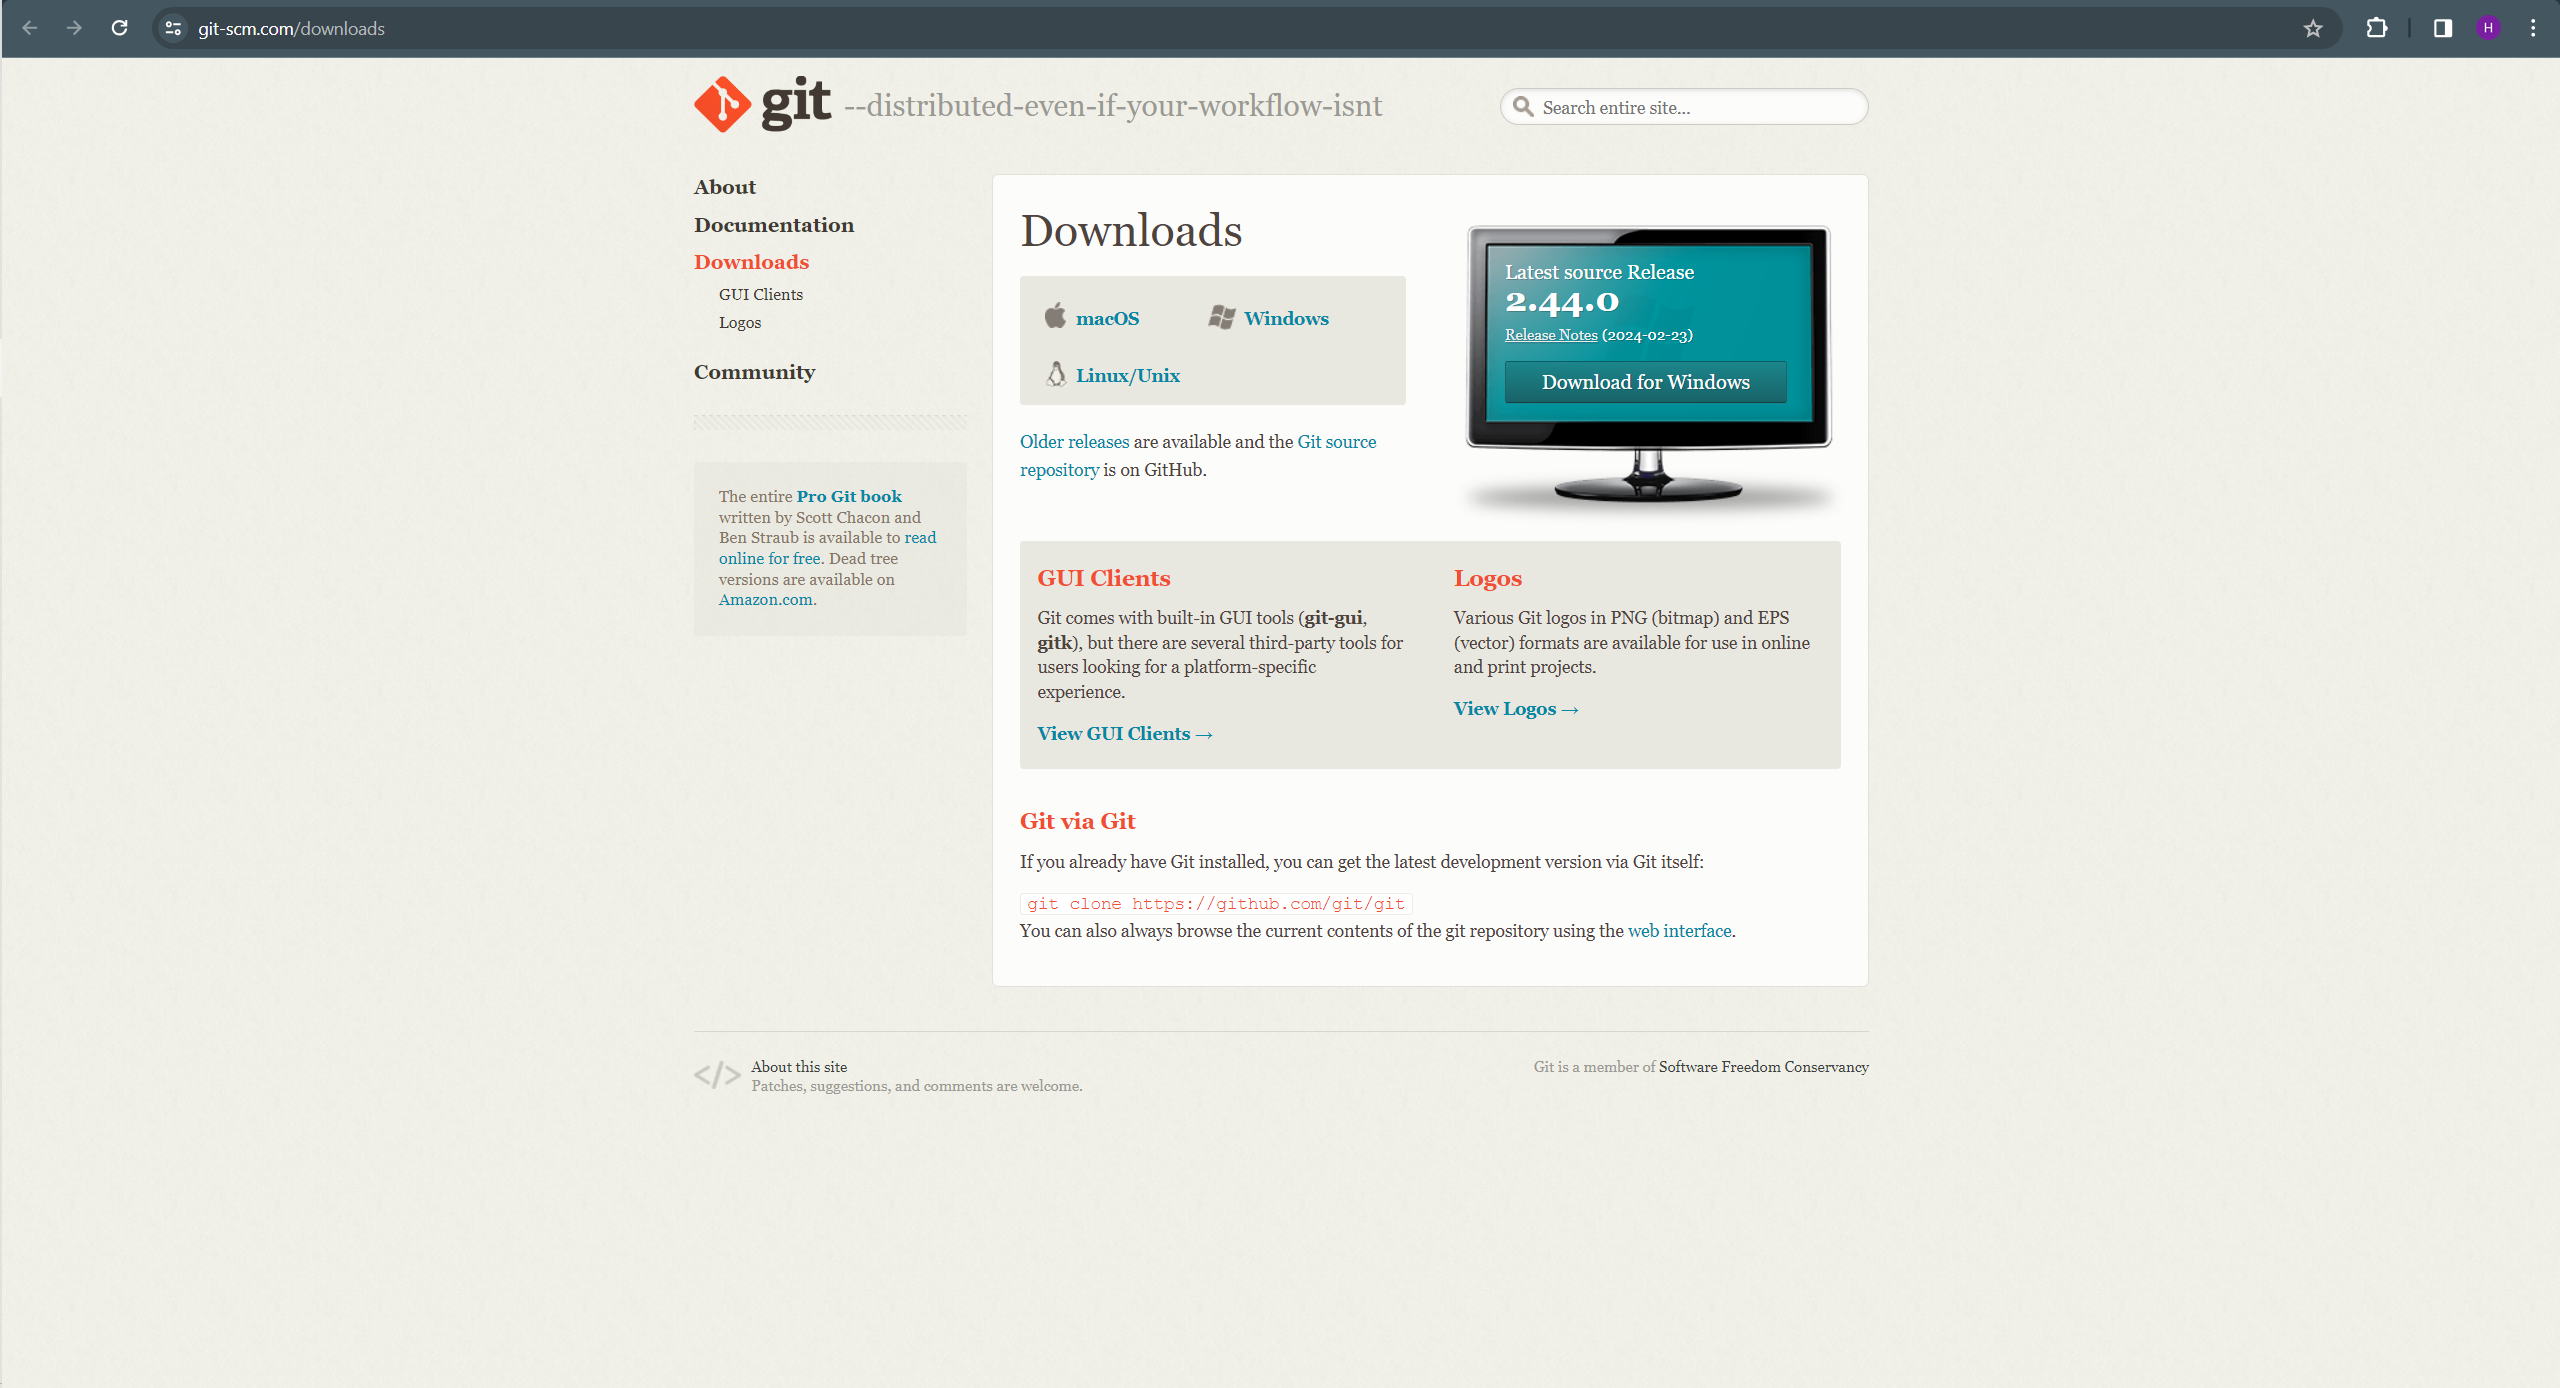 git-scm.com/downloads
H
git --distributed-even-if-your-workflow-isnt
Search entire site...
About
Documentation
Downloads
GUI Clients
Logos
Community
The entire Pro Git book
written by Scott Chacon and
Ben Straub is available to read
online for free. Dead tree
versions are available on
Amazon.com.
Downloads
macOS
Windows
Linux/Unix
Older releases are available and the Git source
repository is on GitHub.
Latest source Release
2.44.0
Release Notes (2024-02-23)
Download for Windows
GUI Clients
Git comes with built-in GUI tools (git-gui,
gitk), but there are several third-party tools for
users looking for a platform-specific
experience.
View GUI Clients →
Logos
Various Git logos in PNG (bitmap) and EPS
(vector) formats are available for use in online
and print projects.
View Logos →
Git via Git
If you already have Git installed, you can get the latest development version via Git itself:
git clone https://github.com/git/git
You can also always browse the current contents of the git repository using the web interface.
</> About this site
Patches, suggestions, and comments are welcome.
Git is a member of Software Freedom Conservancy